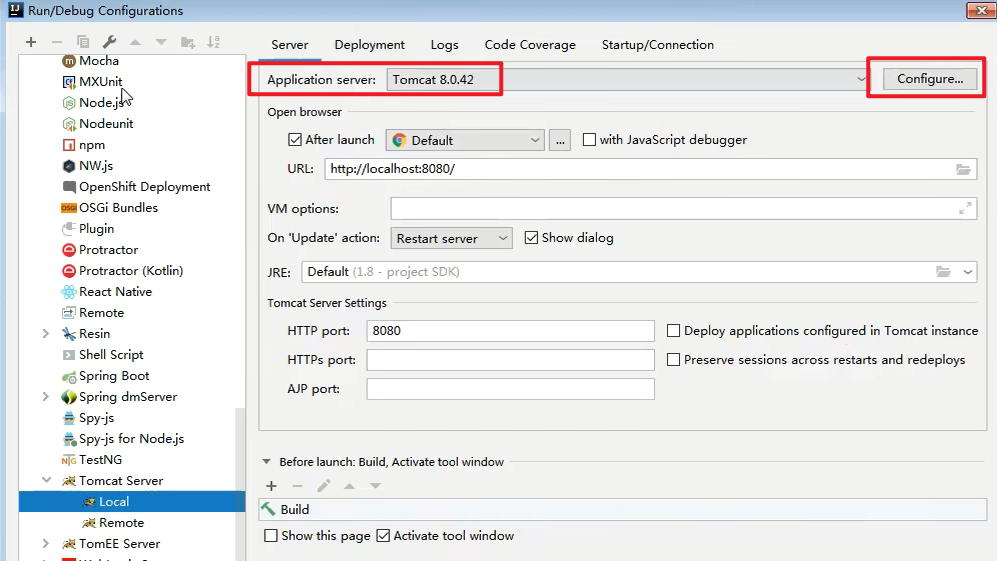 Run/Debug Configurations
Mocha
MXUnit
Node.js
Nodeunit
npm
NW.js
OpenShift Deployment
OSGi Bundles
Plugin
Protractor
Protractor (Kotlin)
React Native
Remote
Resin
Shell Script
Spring Boot
Spring dmServer
Spy-js
Spy-js for Node.js
TestNG
Tomcat Server
Local
Remote
TomEE Server
Server Deployment Logs Code Coverage Startup/Connection
Application server: Tomcat 8.0.42 Configure...
Open browser
After launch Default ... with JavaScript debugger
URL: http://localhost:8080/
VM options:
On 'Update' action: Restart server Show dialog
JRE: Default (1.8 - project SDK)
Tomcat Server Settings
HTTP port: 8080 Deploy applications configured in Tomcat instance
HTTPs port: Preserve sessions across restarts and redeploys
AJP port:
Before launch: Build, Activate tool window
Build
Show this page Activate tool window